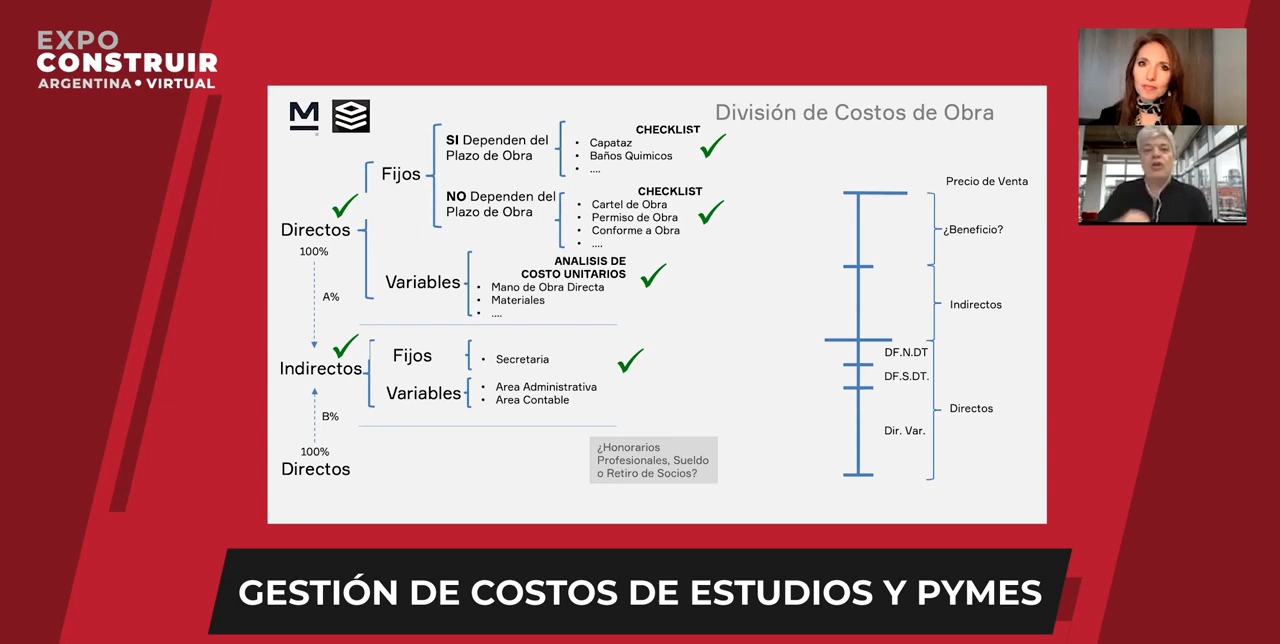 EXPO
CONSTRUIR
ARGENTINA • VIRTUAL
M
División de Costos de Obra
Directos
100%
A%
Fijos
SI Dependen del
Plazo de Obra
CHECKLIST
• Capataz
• Baños Quimicos
• ....
NO Dependen del
Plazo de Obra
CHECKLIST
• Cartel de Obra
• Permiso de Obra
• Conforme a Obra
• ....
Variables
ANALISIS DE
COSTO UNITARIOS
• Mano de Obra Directa
• Materiales
• ....
Indirectos
Fijos
• Secretaria
Variables
• Area Administrativa
• Area Contable
B%
100%
Directos
¿Honorarios
Profesionales, Sueldo
o Retiro de Socios?
Precio de Venta
¿Beneficio?
Indirectos
DF.N.DT
DF.S.DT.
Directos
Dir. Var.
GESTIÓN DE COSTOS DE ESTUDIOS Y PYMES